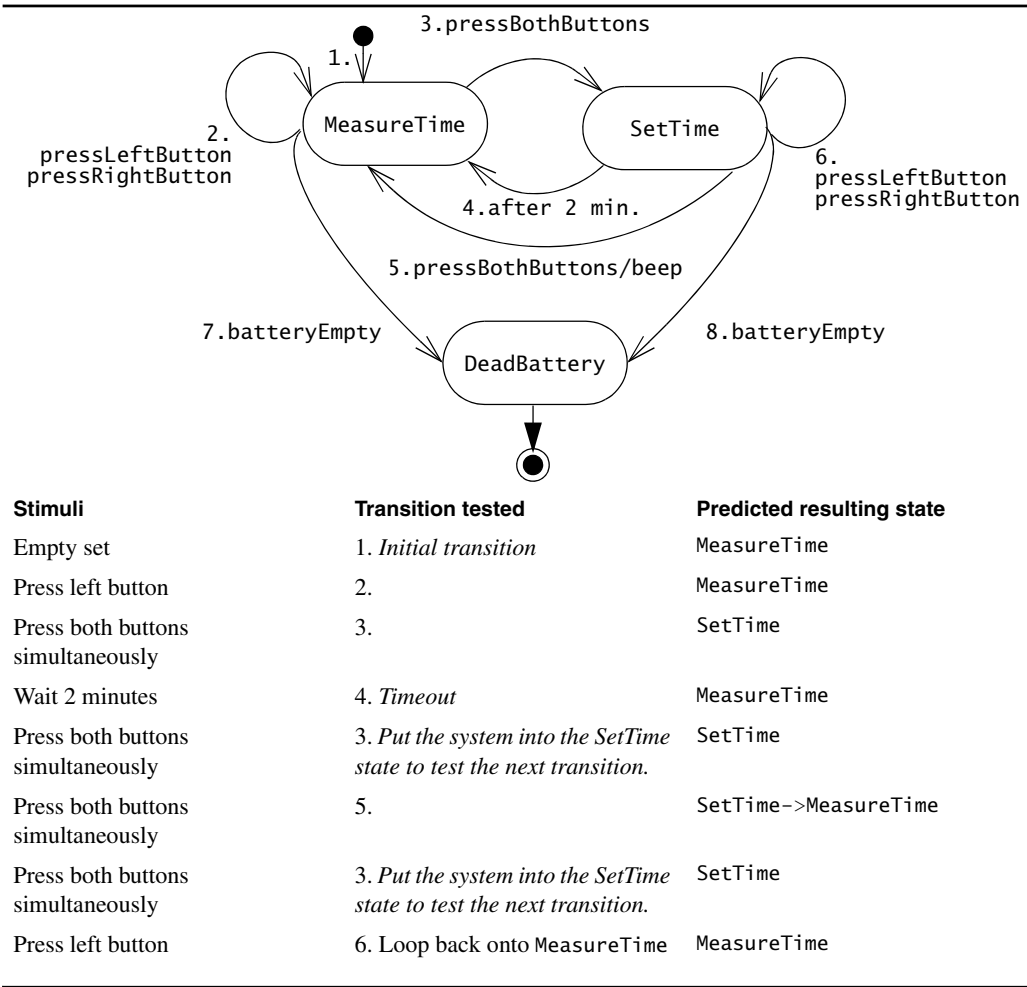 3.pressBothButtons
1.
MeasureTime
SetTime
2.
pressLeftButton
pressRightButton
6.
pressLeftButton
pressRightButton
4.after 2 min.
5.pressBothButtons/beep
7.batteryEmpty
8.batteryEmpty
DeadBattery
Stimuli Transition tested Predicted resulting state
Empty set 1. Initial transition MeasureTime
Press left button 2. MeasureTime
Press both buttons 3. SetTime
simultaneously
Wait 2 minutes 4. Timeout MeasureTime
Press both buttons 3. Put the system into the SetTime SetTime
simultaneously state to test the next transition.
Press both buttons 5. SetTime->MeasureTime
simultaneously
Press both buttons 3. Put the system into the SetTime SetTime
simultaneously state to test the next transition.
Press left button 6. Loop back onto MeasureTime MeasureTime